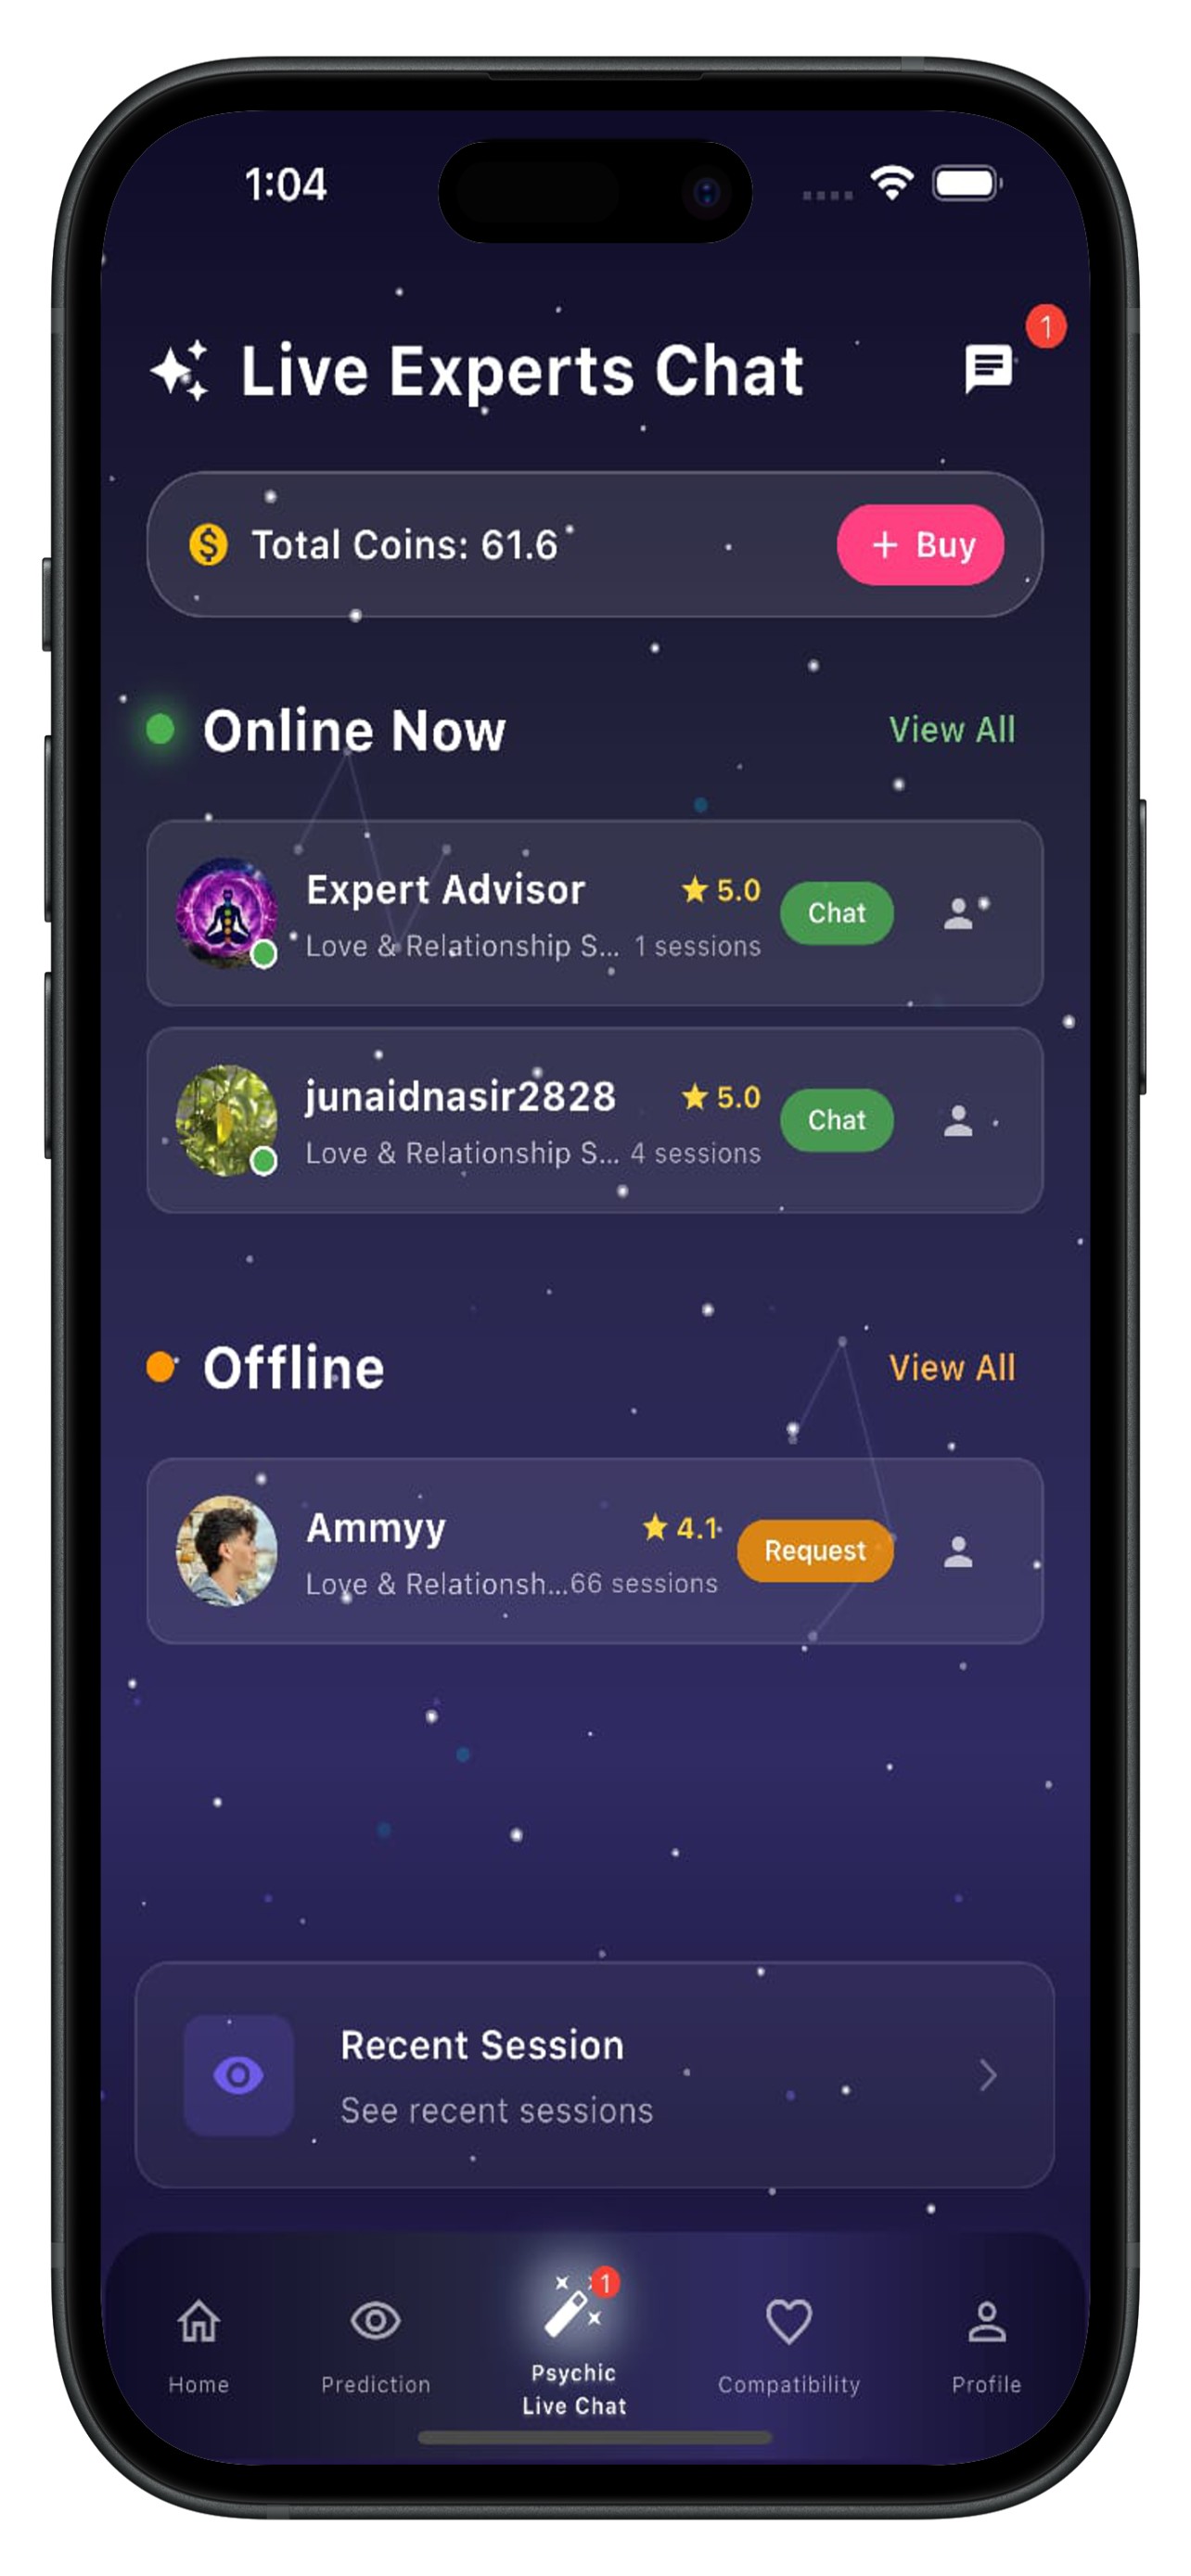 1:04
Live Experts Chat
1
Total Coins: 61.6
+ Buy
Online Now
View All
Expert Advisor
5.0
Chat
Love & Relationship S...
1 sessions
junaidnasir2828
5.0
Chat
Love & Relationship S...
4 sessions
Offline
View All
Ammyy
4.1
Request
Love & Relationsh...
66 sessions
Recent Session
See recent sessions
1
Home
Prediction
Psychic
Live Chat
Compatibility
Profile